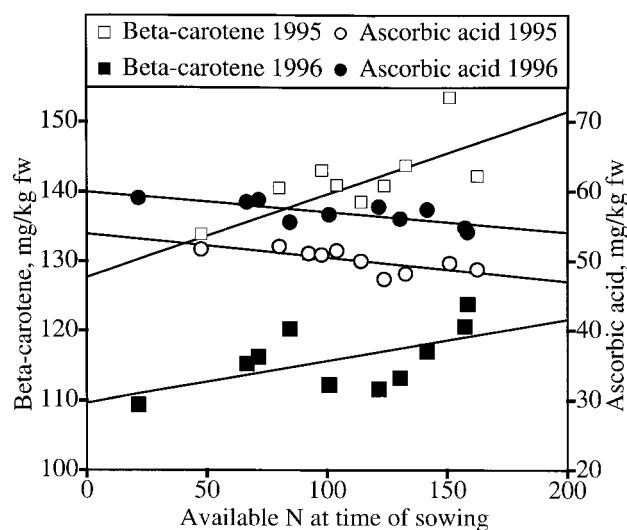 Beta-carotene 1995 Ascorbic acid 1995
Beta-carotene 1996 Ascorbic acid 1996
Beta-carotene, mg/kg fw
150
140
130
120
110
100
70
60
50
40
30
20
Ascorbic acid, mg/kg fw
0 50 100 150 200
Available N at time of sowing